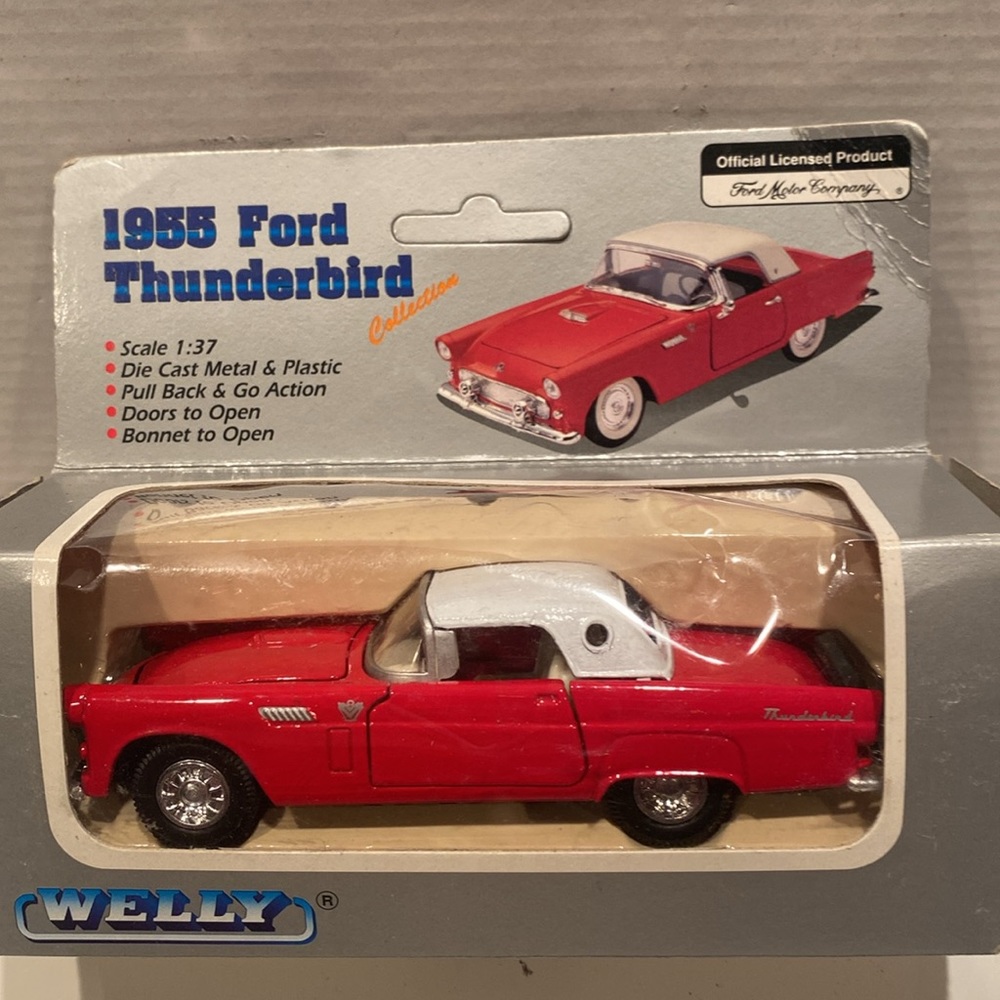 Official Licensed Product
Ford Motor Company ®
1955 Ford
Thunderbird
Collection
• Scale 1:37
• Die Cast Metal & Plastic
• Pull Back & Go Action
• Doors to Open
• Bonnet to Open
Thunderbird
WELLY ®